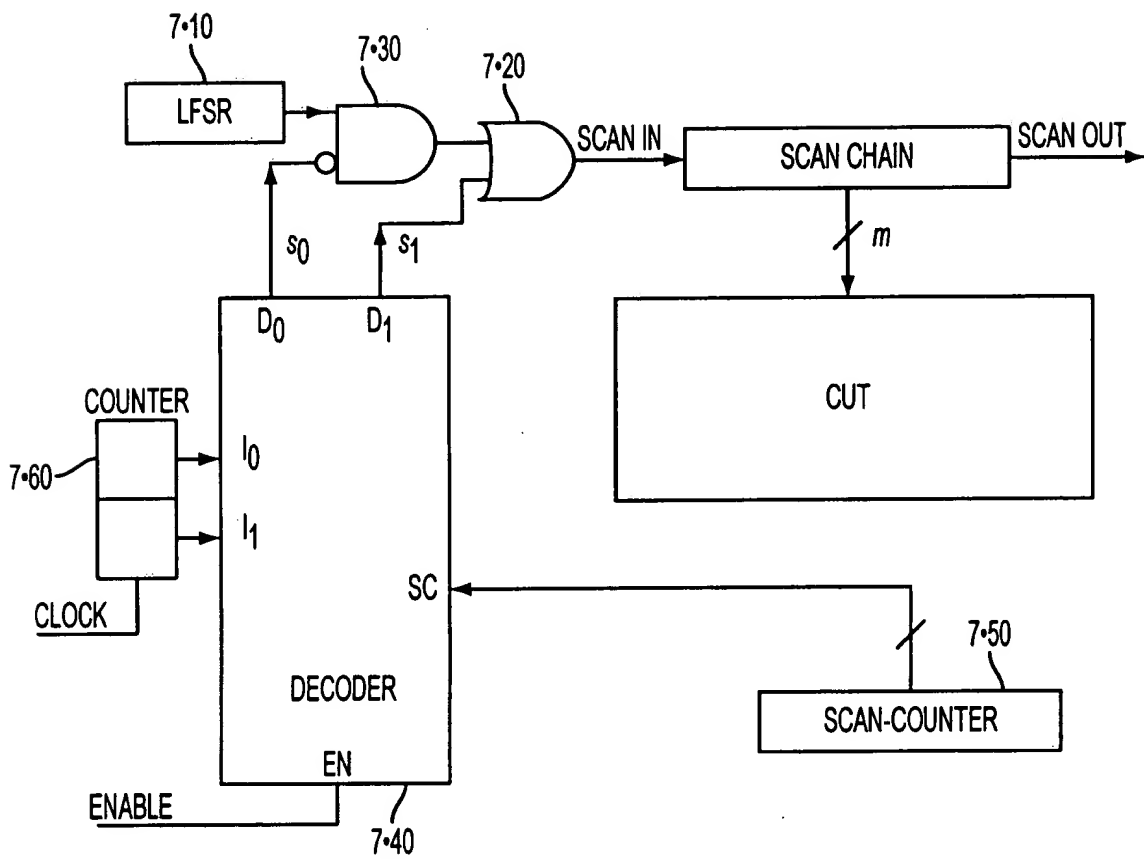 7•10
7•30
7•20
LFSR
SCAN IN
SCAN CHAIN
SCAN OUT
m
s0
s1
D0
D1
CUT
COUNTER
7•60
I0
I1
SC
CLOCK
7•50
DECODER
SCAN-COUNTER
EN
ENABLE
7•40